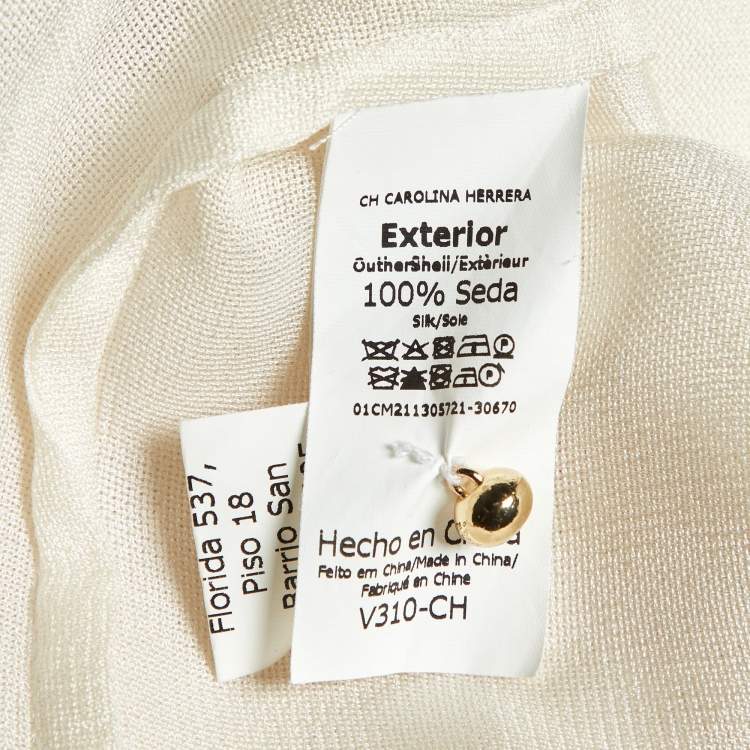 CH CAROLINA HERRERA
Exterior
OutherShell/Extèrieur
100% Seda
Silk/Soie
01CM211305721-30670
Hecho en
Feito em China/Made in China/
Fabriqué en Chine
V310-CH
Florida 537,
Piso 18
Barrio San